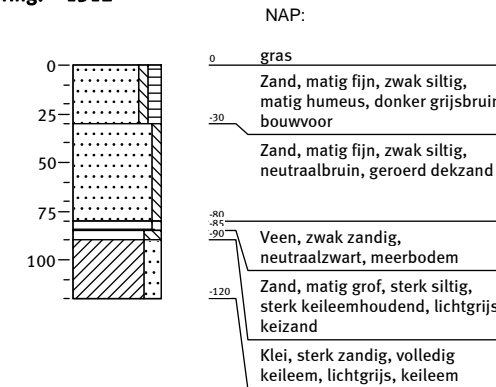 1912
NAP:
0 gras
0
Zand, matig fijn, zwak siltig,
matig humeus, donker grijsbruin
bouwvoor
25
-30
Zand, matig fijn, zwak siltig,
neutraalbruin, geroerd dekzand
50
75
-80
-85
-90
Veen, zwak zandig,
neutraalzwart, meerbodem
100
Zand, matig grof, sterk siltig,
sterk keileemhoudend, lichtgrijs
keizand
-120
Klei, sterk zandig, volledig
keileem, lichtgrijs, keileem